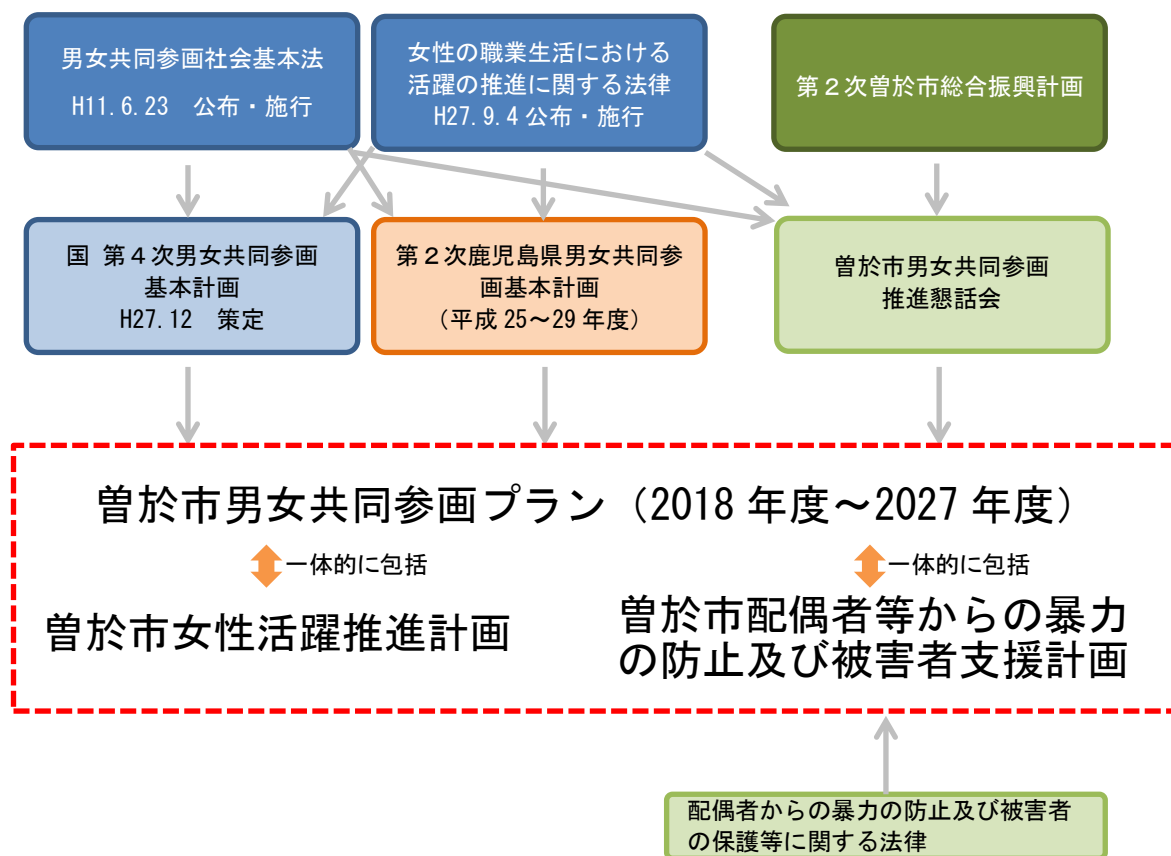 男女共同参画社会基本法
H11.6.23　公布・施行
女性の職業生活における
活躍の推進に関する法律
H27.9.4 公布・施行
第２次曽於市総合振興計画
国 第４次男女共同参画
基本計画
H27.12　策定
第２次鹿児島県男女共同参
画基本計画
（平成 25～29 年度）
曽於市男女共同参画
推進懇話会
曽於市男女共同参画プラン（2018 年度～2027 年度）
一体的に包括
一体的に包括
曽於市女性活躍推進計画
曽於市配偶者等からの暴力
の防止及び被害者支援計画
配偶者からの暴力の防止及び被害者
の保護等に関する法律